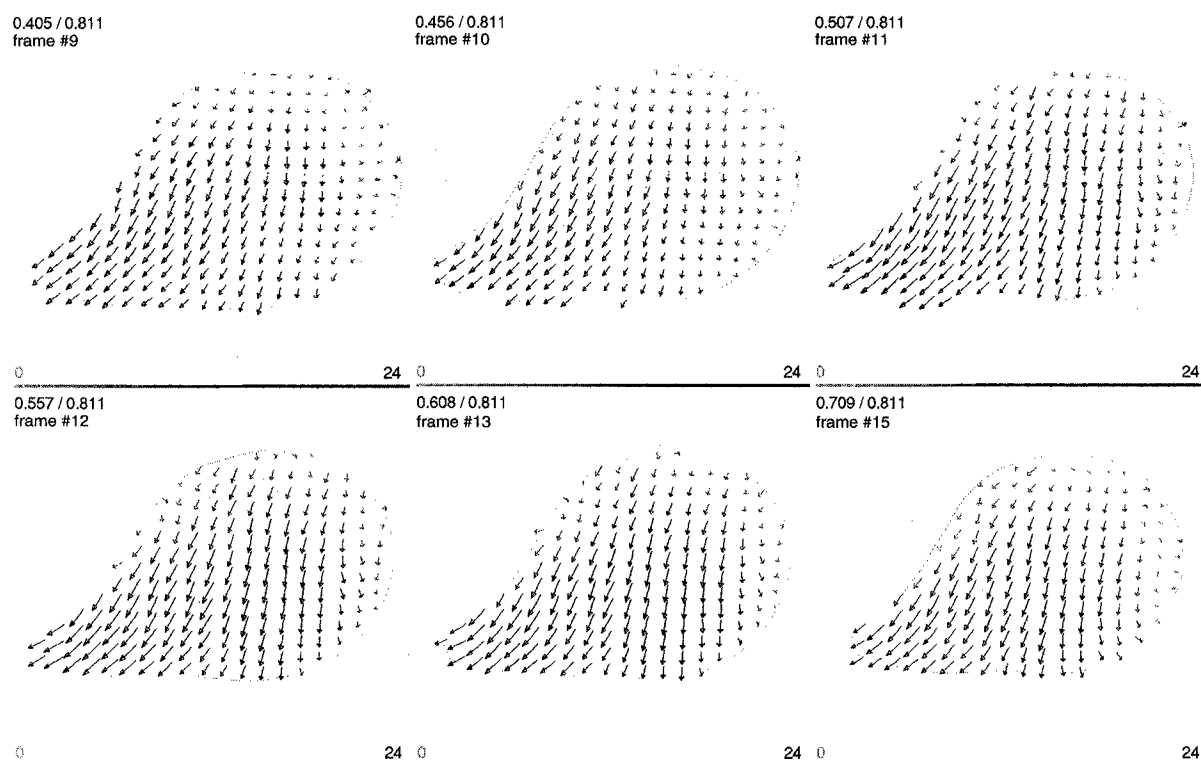 0.405 / 0.811
frame #9
0.456 / 0.811
frame #10
0.507 / 0.811
frame #11
0 24
0 24
0 24
0.557 / 0.811
frame #12
0.608 / 0.811
frame #13
0.709 / 0.811
frame #15
0 24
0 24
0 24